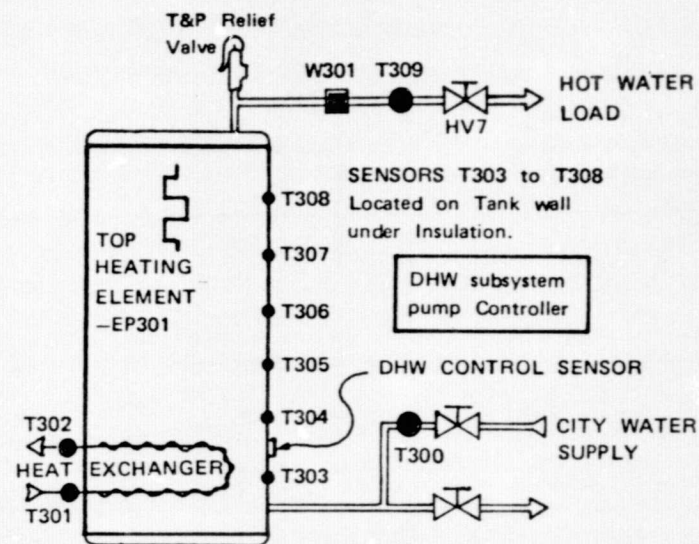 T&P Relief
Valve
W301
T309
HOT WATER
LOAD
HV7
SENSORS T303 to T308
Located on Tank wall
under Insulation.
T308
TOP
HEATING
ELEMENT
-EP301
T307
DHW subsystem
pump Controller
T306
T305
DHW CONTROL SENSOR
T302
T304
CITY WATER
SUPPLY
T300
HEAT EXCHANGER
T303
T301